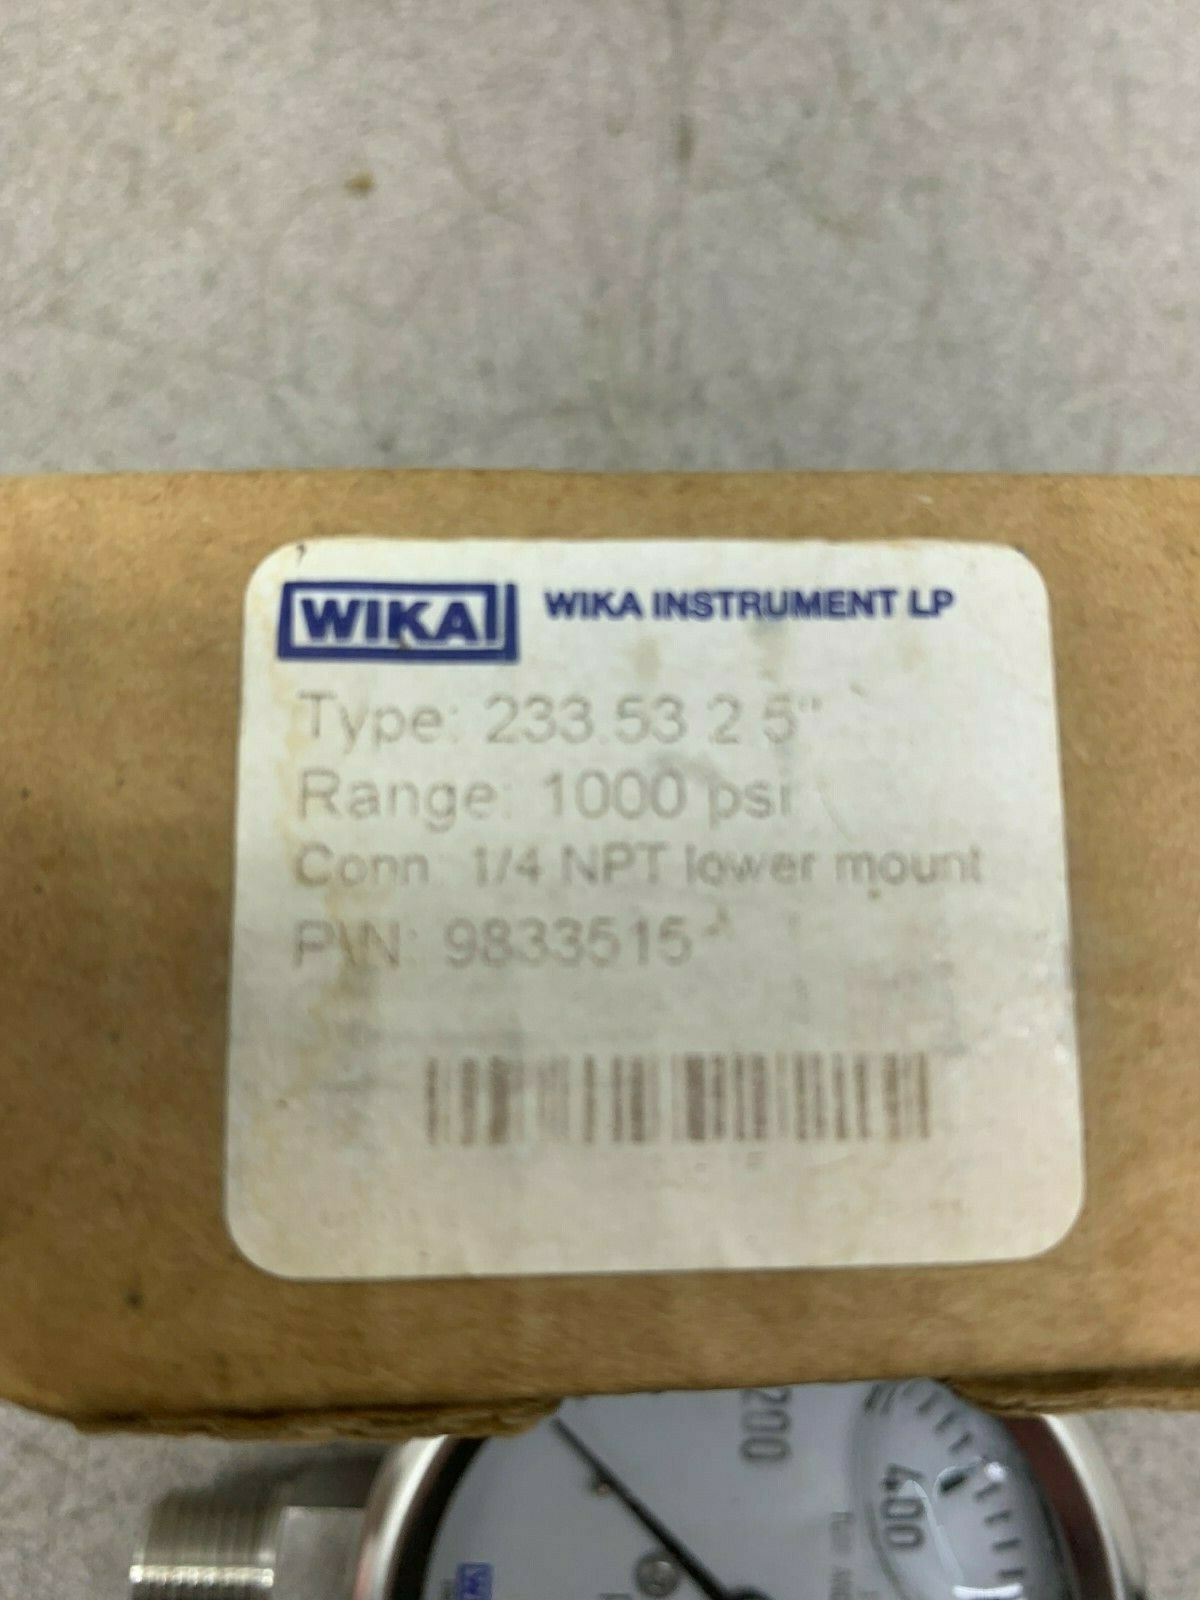 WIKA
WIKA INSTRUMENT LP
Type: 233.53 2.5"
Range: 1000 psi
Conn: 1/4 NPT lower mount
P\N: 9833515
200
400